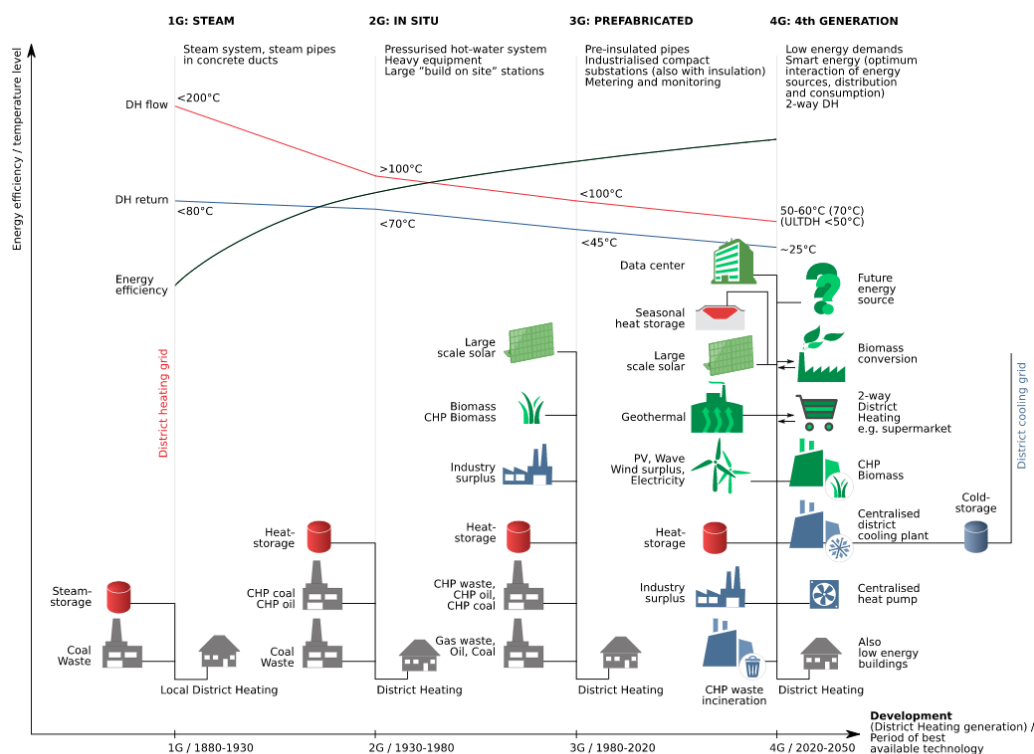 1G: STEAM
2G: IN SITU
3G: PREFABRICATED
4G: 4th GENERATION
Steam system, steam pipes
in concrete ducts
Pressurised hot-water system
Heavy equipment
Large “build on site” stations
Pre-insulated pipes
Industrialised compact
substations (also with insulation)
Metering and monitoring
Low energy demands
Smart energy (optimum
interaction of energy
sources, distribution
and consumption)
2-way DH
Energy efficiency / temperature level
DH flow
<200°C
>100°C
<100°C
50-60°C (70°C)
(ULTDH <50°C)
DH return
<80°C
<70°C
<45°C
~25°C
Energy
efficiency
District heating grid
Data center
Future
energy
source
Seasonal
heat storage
Large
scale solar
Large
scale solar
Biomass
conversion
Biomass
CHP Biomass
Geothermal
2-way
District
Heating
e.g. supermarket
District cooling grid
Industry
surplus
PV, Wave
Wind surplus,
Electricity
CHP
Biomass
Heat-
storage
Heat-
storage
Heat-
storage
Centralised
district
cooling plant
Cold-
storage
Steam-
storage
CHP coal
CHP oil
CHP waste,
CHP oil,
CHP coal
Industry
surplus
Centralised
heat pump
Coal
Waste
Coal
Waste
Gas waste,
Oil, Coal
CHP waste
incineration
Also
low energy
buildings
Local District Heating
District Heating
District Heating
District Heating
1G / 1880-1930
2G / 1930-1980
3G / 1980-2020
4G / 2020-2050
Development
(District Heating generation) /
Period of best
available technology